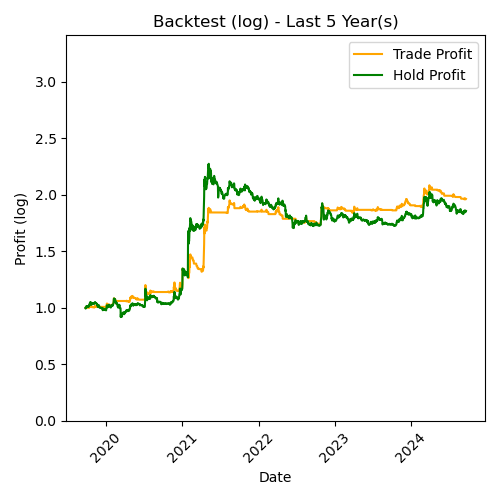 Backtest (log) - Last 5 Year(s)
Trade Profit
Hold Profit
Profit (log)
3.0
2.5
2.0
1.5
1.0
0.5
0.0
2020
2021
2022
2023
2024
Date